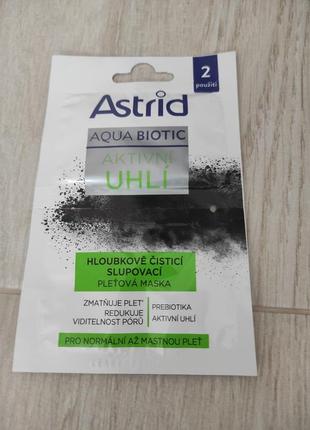 2
použití
Astrid
AQUA BIOTIC
AKTIVNÍ
UHLÍ
HLOUBKOVĚ ČISTICÍ
SLUPOVACÍ
PLEŤOVÁ MASKA
ZMATŇUJE PLEŤ
REDUKUJE
VIDITELNOST PÓRŮ
PREBIOTIKA
AKTIVNÍ UHLÍ
PRO NORMÁLNÍ AŽ MASTNOU PLEŤ